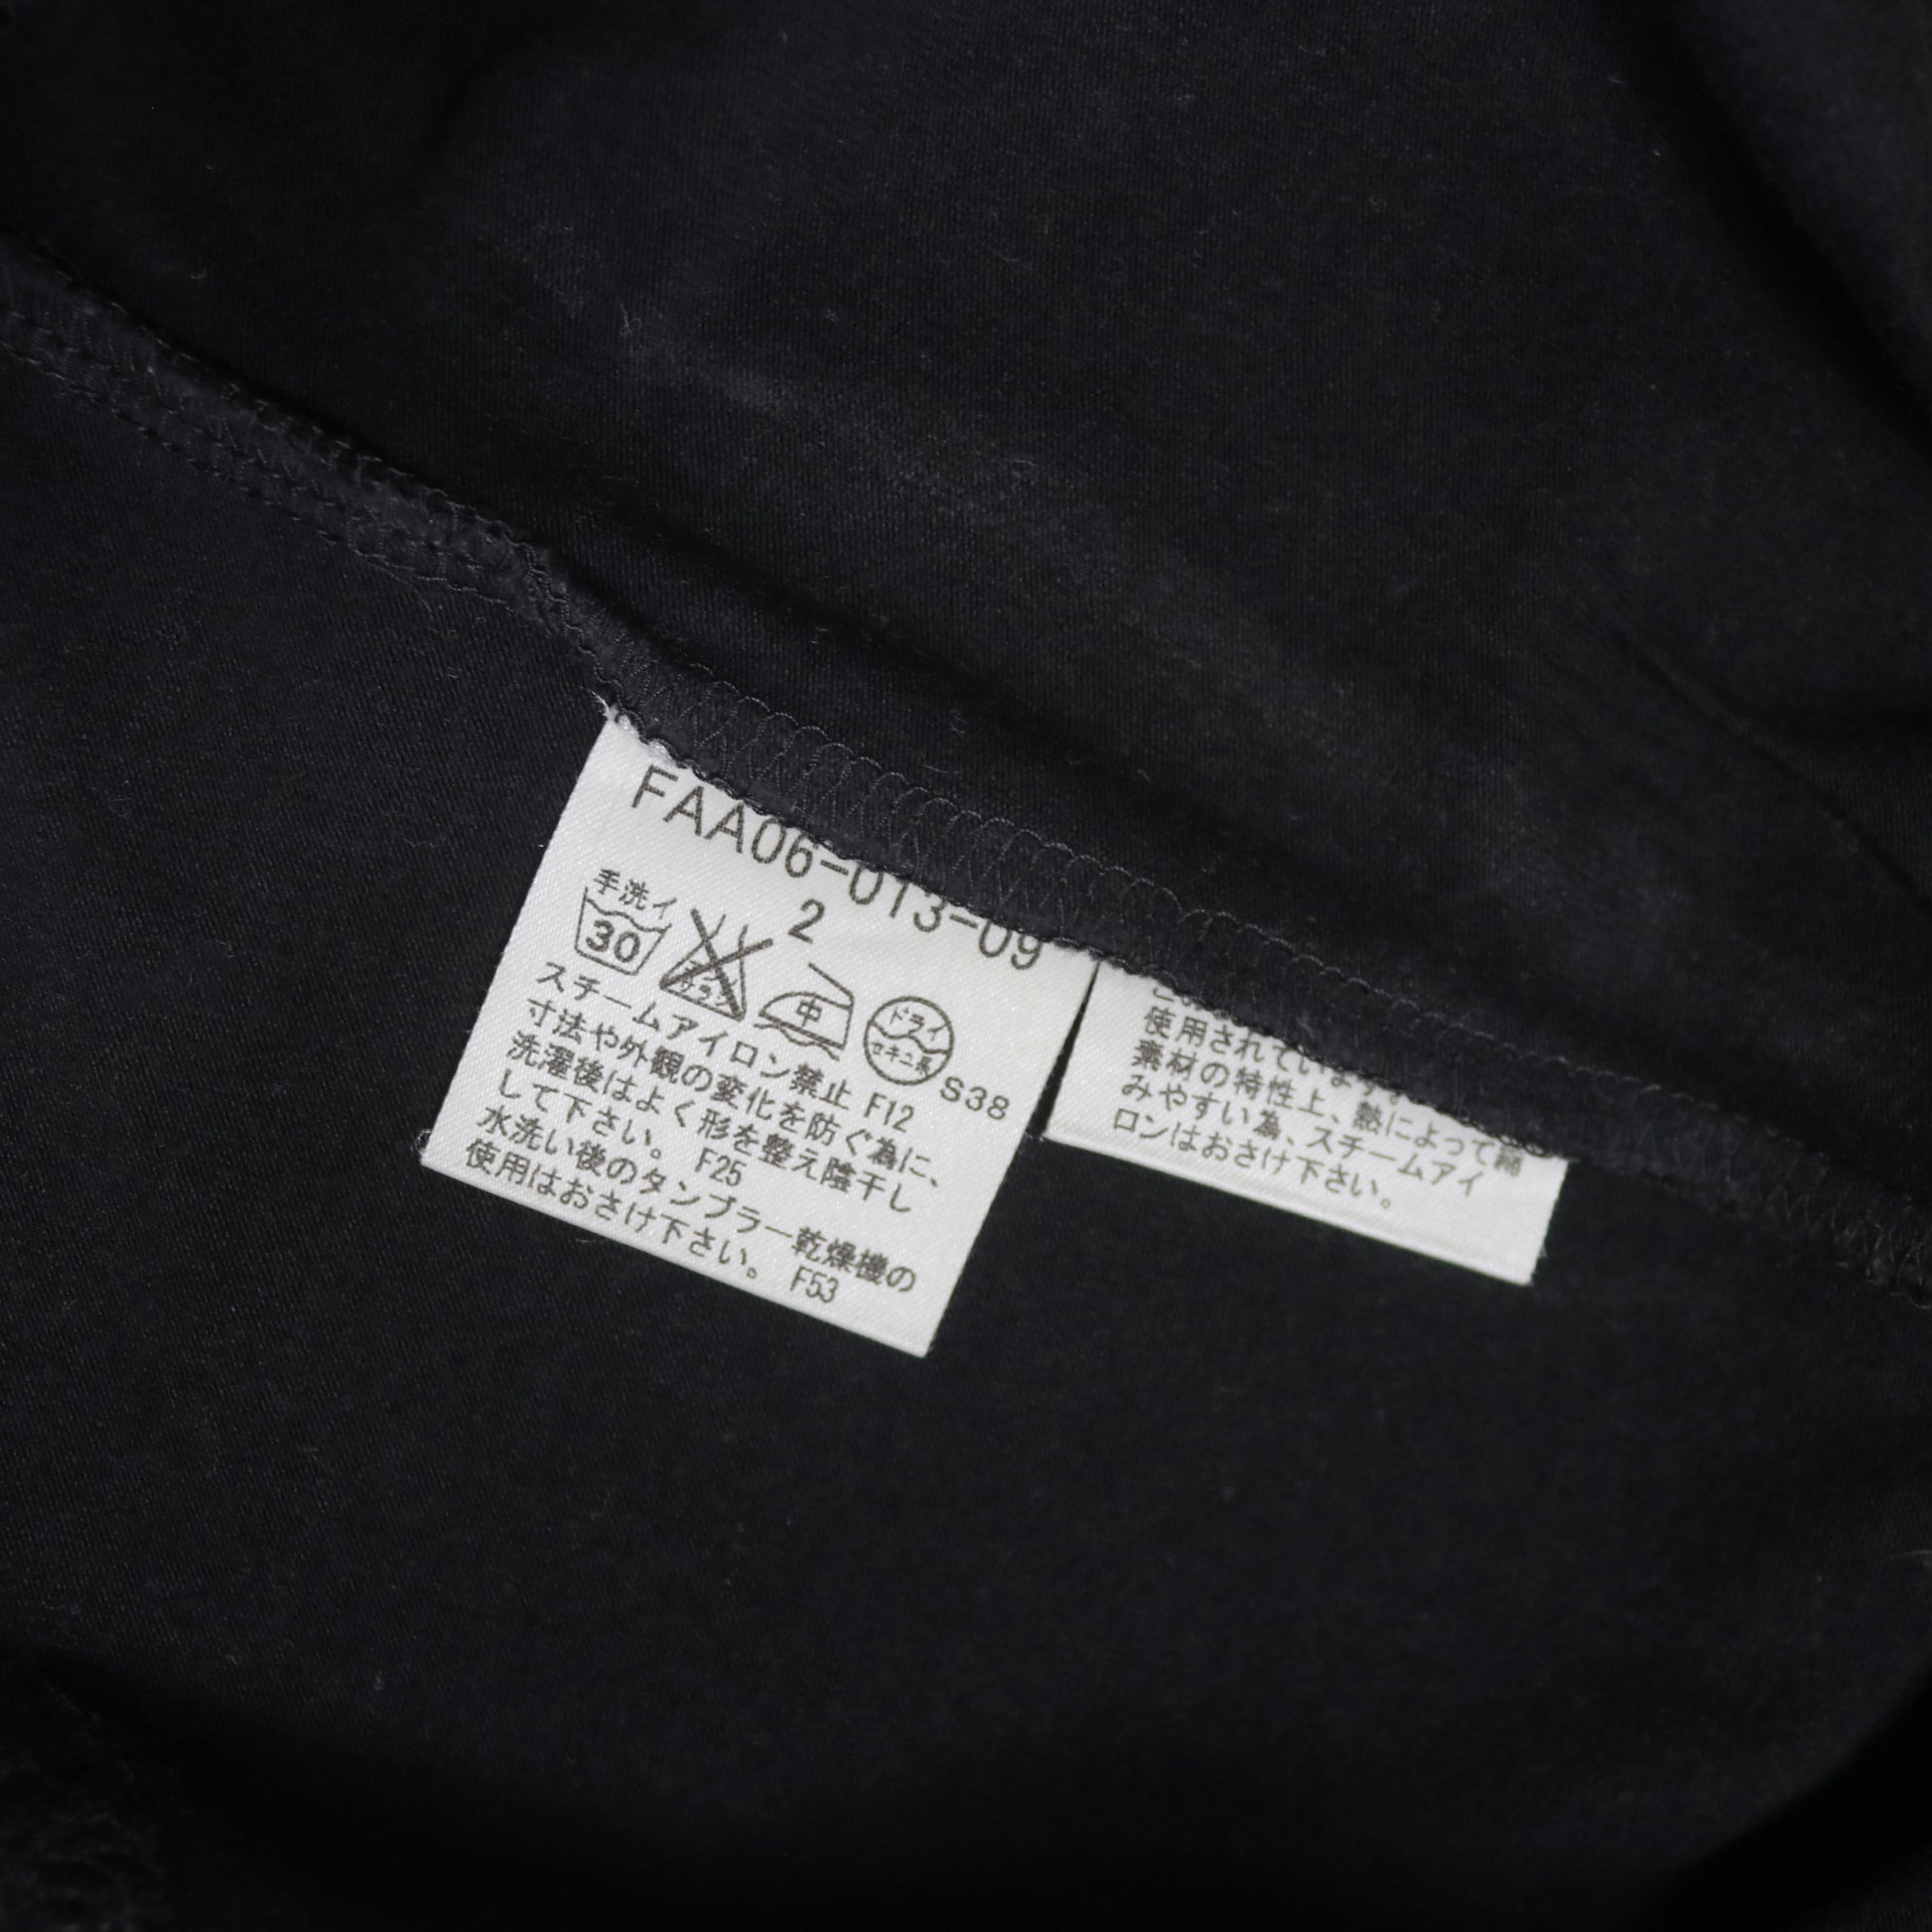 FAA06-013-09
2
手洗イ
30
エンソ
サラシ
中
ドライ
セキユ系
S38
スチームアイロン禁止 F12
寸法や外観の変化を防ぐ為に、
洗濯後はよく形を整え陰干し
して下さい。 F25
水洗い後のタンブラー乾燥機の
使用はおさけ下さい。 F53
使用されています。
素材の特性上、熱によって縮
みやすい為、スチームアイ
ロンはおさけ下さい。